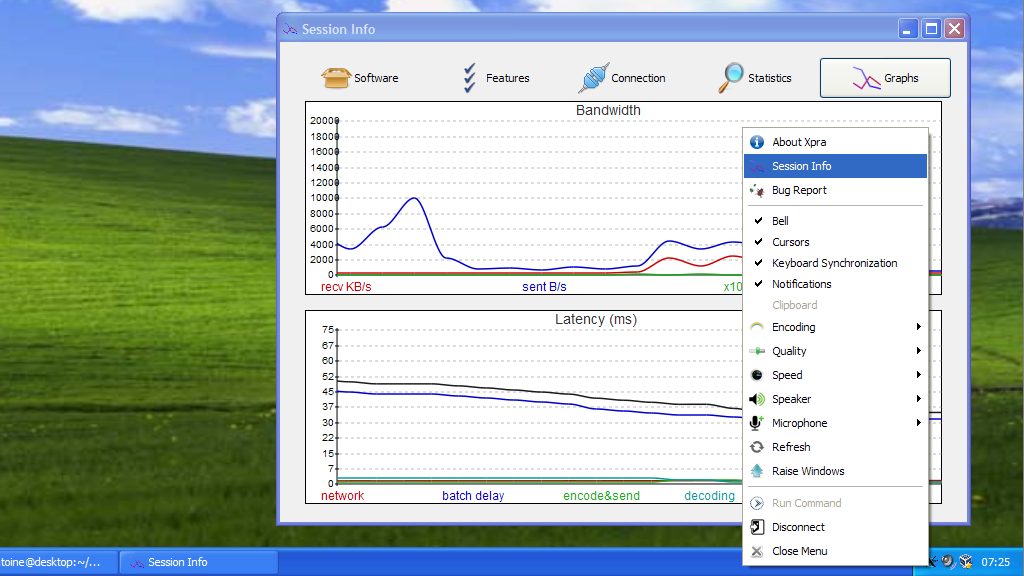 Session Info
Software
Features
Connection
Statistics
Graphs
Bandwidth
20000
18000
16000
14000
12000
10000
8000
6000
4000
2000
0
recv KB/s
sent B/s
x10
Latency (ms)
75
67
60
52
45
37
30
22
15
7
0
network
batch delay
encode&send
decoding
About Xpra
Session Info
Bug Report
Bell
Cursors
Keyboard Synchronization
Notifications
Clipboard
Encoding
Quality
Speed
Speaker
Microphone
Refresh
Raise Windows
Run Command
Disconnect
Close Menu
toine@desktop:~/...
Session Info
07:25